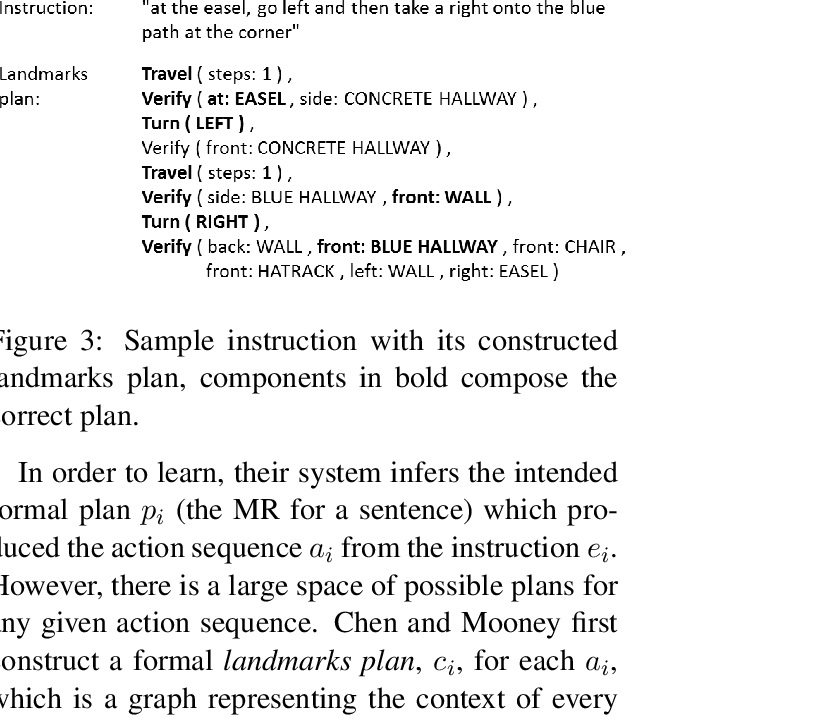 Instruction: "at the easel, go left and then take a right onto the blue
path at the corner"
Landmarks Travel ( steps: 1 ) ,
plan: Verify ( at: EASEL , side: CONCRETE HALLWAY ) ,
Turn ( LEFT ) ,
Verify ( front: CONCRETE HALLWAY ) ,
Travel ( steps: 1 ) ,
Verify ( side: BLUE HALLWAY , front: WALL ) ,
Turn ( RIGHT ) ,
Verify ( back: WALL , front: BLUE HALLWAY , front: CHAIR ,
front: HATRACK , left: WALL , right: EASEL )
Figure 3: Sample instruction with its constructed
landmarks plan, components in bold compose the
correct plan.
In order to learn, their system infers the intended
formal plan p_i (the MR for a sentence) which pro-
duced the action sequence a_i from the instruction e_i.
However, there is a large space of possible plans for
any given action sequence. Chen and Mooney first
construct a formal landmarks plan, c_i, for each a_i,
which is a graph representing the context of every